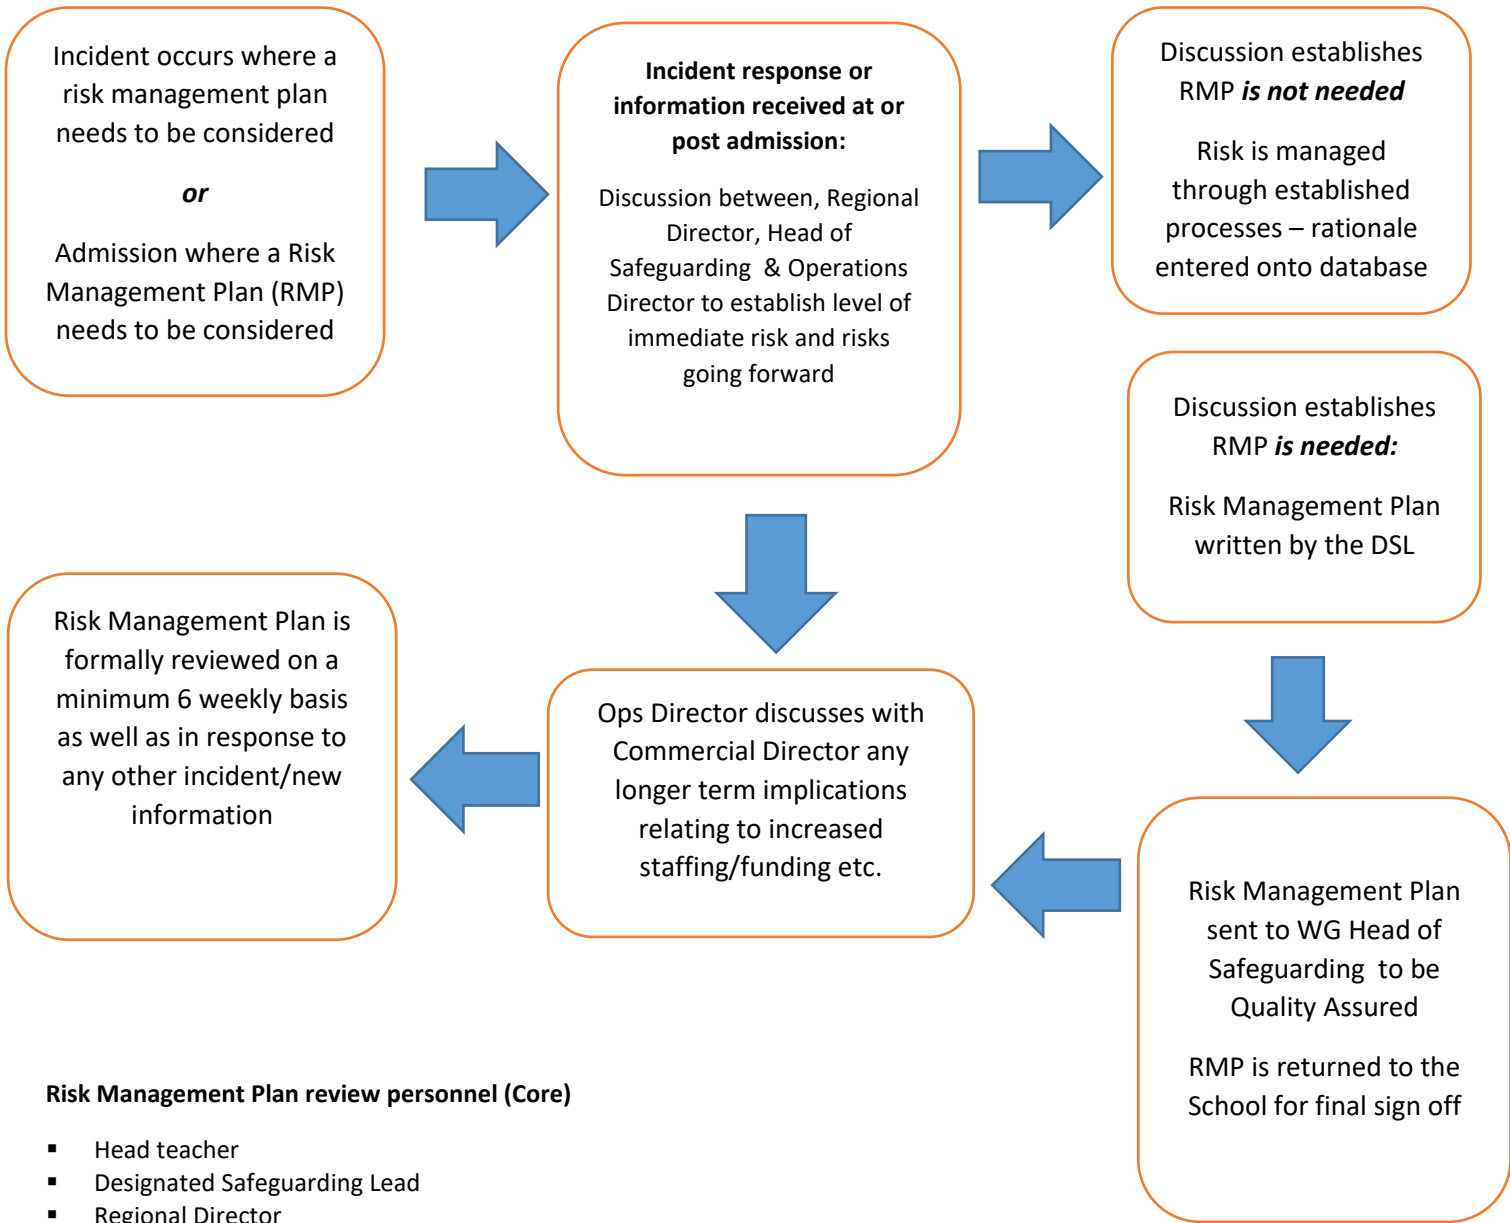 Incident occurs where a
risk management plan
needs to be considered
or
Admission where a Risk
Management Plan (RMP)
needs to be considered
Incident response or
information received at or
post admission:
Discussion between, Regional
Director, Head of
Safeguarding  & Operations
Director to establish level of
immediate risk and risks
going forward
Discussion establishes
RMP is not needed
Risk is managed
through established
processes – rationale
entered onto database
Discussion establishes
RMP is needed:
Risk Management Plan
written by the DSL
Risk Management Plan
sent to WG Head of
Safeguarding  to be
Quality Assured
RMP is returned to the
School for final sign off
Ops Director discusses with
Commercial Director any
longer term implications
relating to increased
staffing/funding etc.
Risk Management Plan is
formally reviewed on a
minimum 6 weekly basis
as well as in response to
any other incident/new
information
Risk Management Plan review personnel (Core)
▪ Head teacher
▪ Designated Safeguarding Lead
▪ Regional Director